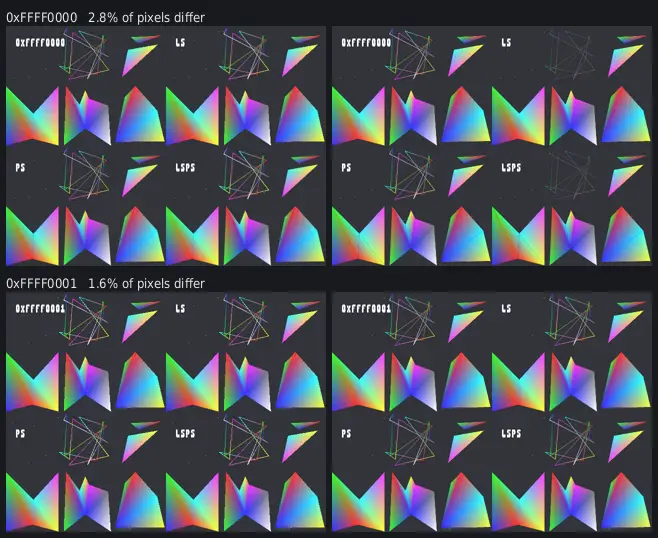 0xFFFF0000 2.8% of pixels differ
0xFFFF0000 LS 0xFFFF0000 LS
PS LSPS PS LSPS
0xFFFF0001 1.6% of pixels differ
0xFFFF0001 LS 0xFFFF0001 LS
PS LSPS PS LSPS